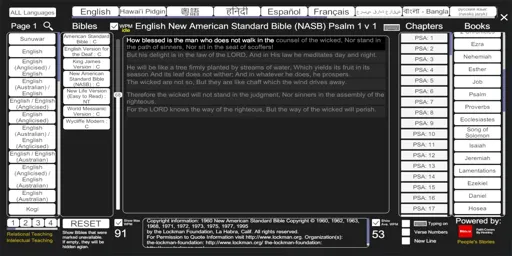 ALL Languages
English
Hawai'i Pidgin
粵語
हिन्दी
Español
Français
বাংলা - Bangla
Page 1
Bibles
WPM
English New American Standard Bible (NASB) Psalm 1 v 1
Chapters
Books
Sunuwar
English
English (Anglicised) / English
English (Australian) / English
English / English (Anglicised)
English (Anglicised)
English / English (Australian)
English (Anglicised) / English (Australian)
English (Australian)
Kogi
American Standard Bible : C
English Version for the Deaf : C
King James Version : C
New American Standard Bible (NASB) : C
New Life Version (Easy to Read) : NT
World Messianic Version : C
Wycliffe Modern : C
How blessed is the man who does not walk in the counsel of the wicked, Nor stand in
the path of sinners, Nor sit in the seat of scoffers!
But his delight is in the law of the LORD, And in His law he meditates day and night.
He will be like a tree firmly planted by streams of water, Which yields its fruit in its
season And its leaf does not wither; And in whatever he does, he prospers.
The wicked are not so, But they are like chaff which the wind drives away.
Therefore the wicked will not stand in the judgment, Nor sinners in the assembly of the
righteous.
For the LORD knows the way of the righteous, But the way of the wicked will perish.
PSA: 1
PSA: 2
PSA: 3
PSA: 4
PSA: 5
PSA: 6
PSA: 7
PSA: 8
PSA: 9
PSA: 10
PSA: 11
PSA: 12
PSA: 13
PSA: 14
PSA: 15
PSA: 16
PSA: 17
Ezra
Nehemiah
Esther
Job
Psalm
Proverbs
Ecclesiastes
Song of Solomon
Isaiah
Jeremiah
Lamentations
Ezekiel
Daniel
Hosea
1 2 3 4
Relational Teaching
Intelectual Teaching
RESET
Show Bibles that were marked unavailable. If empty, they will be hidden again.
91
Copyright information: 1960 New American Standard Bible Copyright © 1960, 1962, 1963,
1968, 1971, 1972, 1973, 1975, 1977, 1995
by the Lockman Foundation, La Habra, Calif. All rights reserved.
For Permission to Quote Information visit http://www.lockman.org. Organization(s):
the-lockman-foundation: http://www.lockman.org/ the-lockman-foundation:
53
Typing on
Verse Numbers
New Line
Powered by:
People's Stories